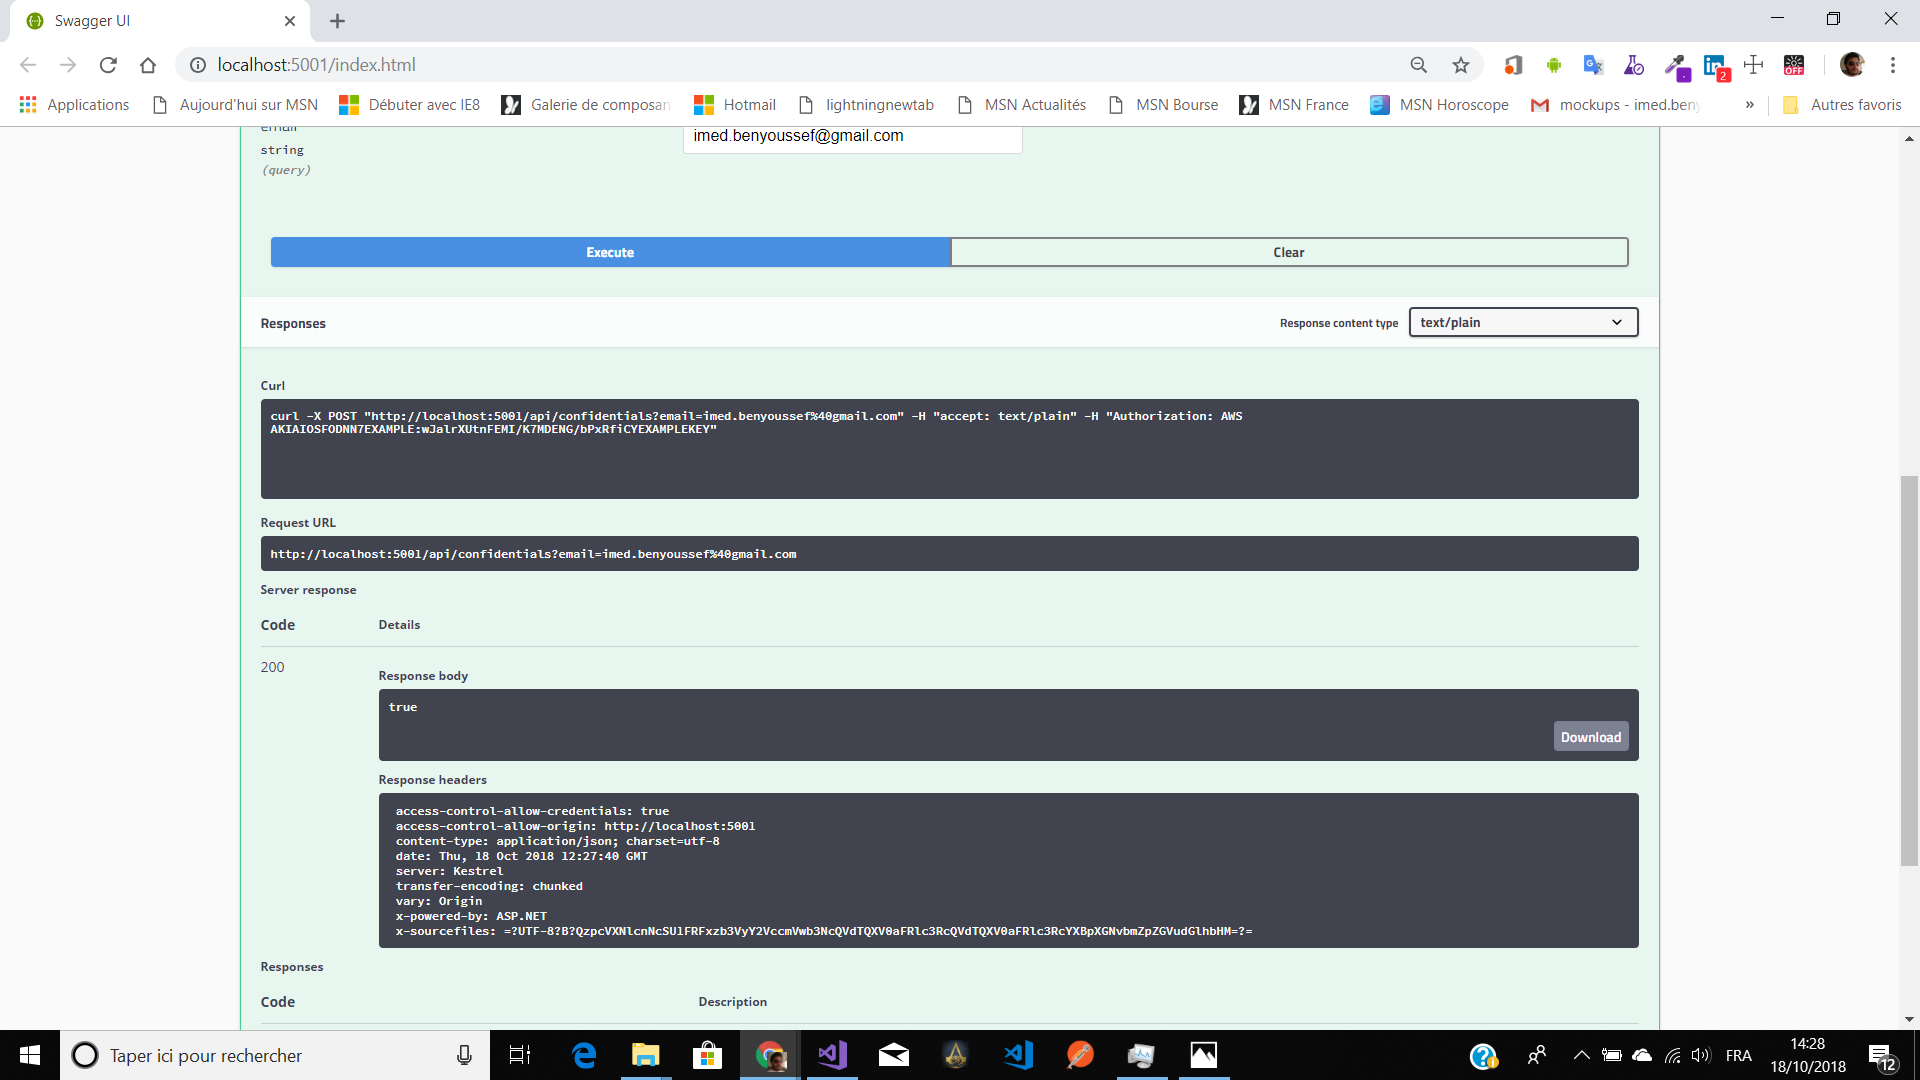 Swagger UI
localhost:5001/index.html
Applications
Aujourd'hui sur MSN
Débuter avec IE8
Galerie de composan
Hotmail
lightningnewtab
MSN Actualités
MSN Bourse
MSN France
MSN Horoscope
mockups - imed.beny
»
Autres favoris
OFF
2
email
string
(query)
imed.benyoussef@gmail.com
Execute
Clear
Responses
Response content type
text/plain
Curl
curl -X POST "http://localhost:5001/api/confidentials?email=imed.benyoussef%40gmail.com" -H "accept: text/plain" -H "Authorization: AWS
AKIAIOSFODNN7EXAMPLE:wJalrXUtnFEMI/K7MDENG/bPxRfiCYEXAMPLEKEY"
Request URL
http://localhost:5001/api/confidentials?email=imed.benyoussef%40gmail.com
Server response
Code
Details
200
Response body
true
Download
Response headers
access-control-allow-credentials: true
access-control-allow-origin: http://localhost:5001
content-type: application/json; charset=utf-8
date: Thu, 18 Oct 2018 12:27:40 GMT
server: Kestrel
transfer-encoding: chunked
vary: Origin
x-powered-by: ASP.NET
x-sourcefiles: =?UTF-8?B?QzpcVXNlcnNcSU1FRFxzb3VyY2VccmVwb3NcQVdTQXV0aFRlc3RcQVdTQXV0aFRlc3RcYXBpXGNvbmZpZGVudGlhbHM=?=
Responses
Code
Description
Taper ici pour rechercher
FRA
14:28
18/10/2018
12